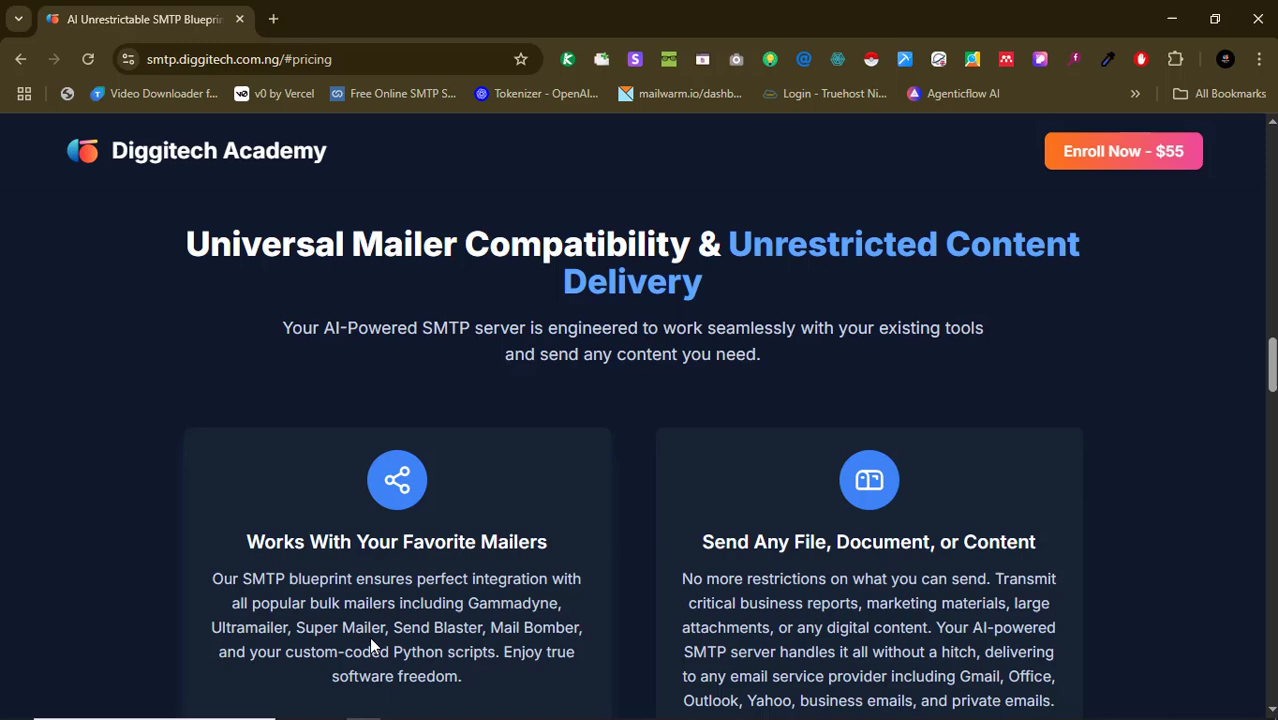 AI Unrestrictable SMTP Blueprin
smtp.diggitech.com.ng/#pricing
Video Downloader f...
v0 by Vercel
Free Online SMTP S...
Tokenizer - OpenAI...
mailwarm.io/dashb...
Login - Truehost Ni...
Agenticflow AI
All Bookmarks
Diggitech Academy
Enroll Now - $55
Universal Mailer Compatibility & Unrestricted Content
Delivery
Your AI-Powered SMTP server is engineered to work seamlessly with your existing tools
and send any content you need.
Works With Your Favorite Mailers
Our SMTP blueprint ensures perfect integration with
all popular bulk mailers including Gammadyne,
Ultramailer, Super Mailer, Send Blaster, Mail Bomber,
and your custom-coded Python scripts. Enjoy true
software freedom.
Send Any File, Document, or Content
No more restrictions on what you can send. Transmit
critical business reports, marketing materials, large
attachments, or any digital content. Your AI-powered
SMTP server handles it all without a hitch, delivering
to any email service provider including Gmail, Office,
Outlook, Yahoo, business emails, and private emails.